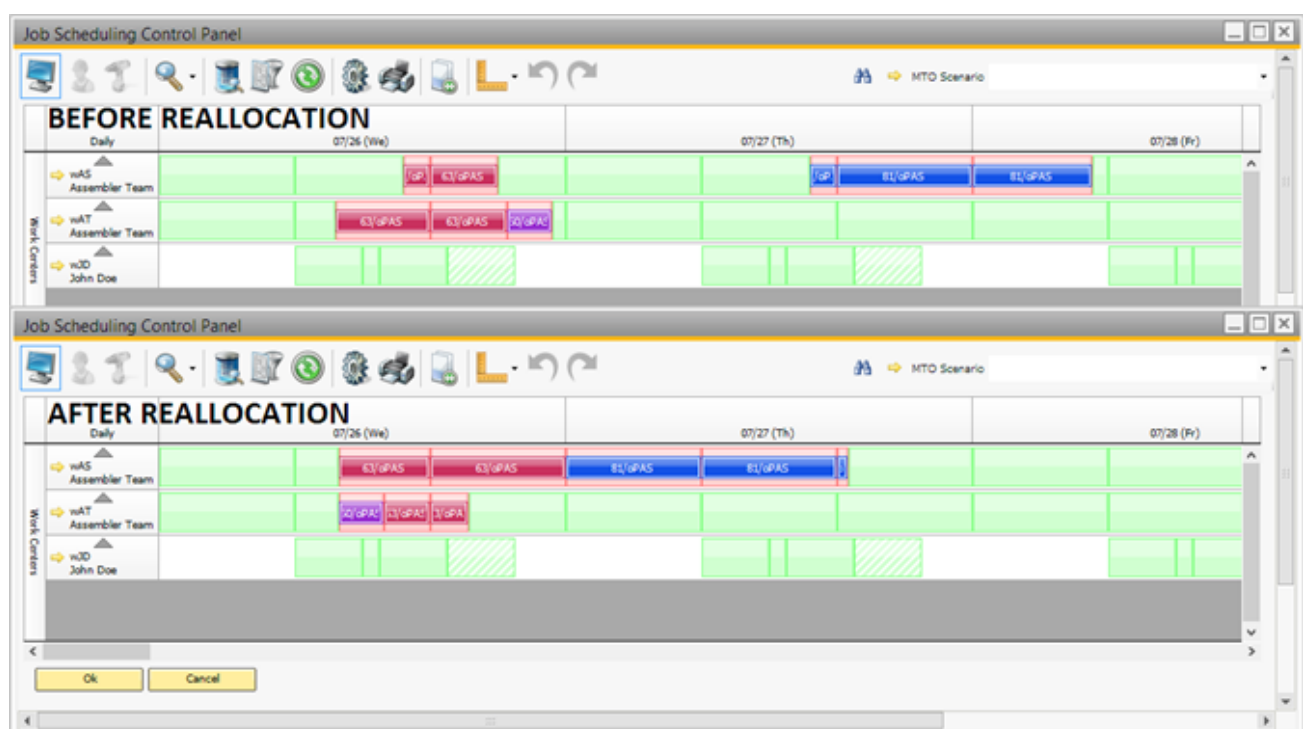 Job Scheduling Control Panel
MTO Scenario
BEFORE REALLOCATION
Daily 07/26 (We) 07/27 (Th) 07/28 (Fr)
Work Centers
wAS
Assembler Team
63/oPAS 81/oPAS 81/oPAS
wAT
Assembler Team
63/oPAS 63/oPAS
wJD
John Doe
Job Scheduling Control Panel
MTO Scenario
AFTER REALLOCATION
Daily 07/26 (We) 07/27 (Th) 07/28 (Fr)
Work Centers
wAS
Assembler Team
63/oPAS 63/oPAS 81/oPAS 81/oPAS
wAT
Assembler Team
wJD
John Doe
Ok Cancel